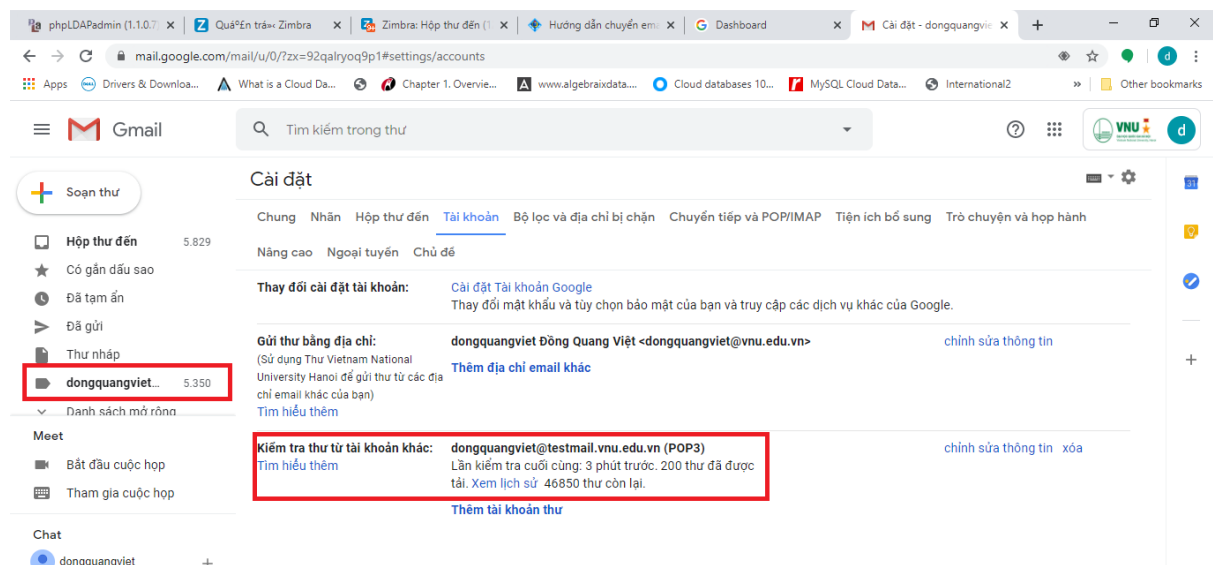 phpLDAPadmin (1.1.0.7)
Quáº£n trá»‹ Zimbra
Zimbra: Hộp thư đến (1
Hướng dẫn chuyển ema
Dashboard
Cài đặt - dongquangvie
mail.google.com/mail/u/0/?zx=92qalryoq9p1#settings/accounts
d
Apps
Drivers & Downloa...
What is a Cloud Da...
Chapter 1. Overvie...
www.algebraixdata....
Cloud databases 10...
MySQL Cloud Data...
International2
»
Other bookmarks
Gmail
Tìm kiếm trong thư
VNU
d
Soạn thư
Cài đặt
31
Chung Nhãn Hộp thư đến Tài khoản Bộ lọc và địa chỉ bị chặn Chuyển tiếp và POP/IMAP Tiện ích bổ sung Trò chuyện và họp hành
Nâng cao Ngoại tuyến Chủ đề
Hộp thư đến 5.829
Có gắn dấu sao
Đã tạm ẩn
Đã gửi
Thư nháp
dongquangviet... 5.350
Danh sách mở rộng
Meet
Bắt đầu cuộc họp
Tham gia cuộc họp
Chat
dongquangviet
Thay đổi cài đặt tài khoản:
Cài đặt Tài khoản Google
Thay đổi mật khẩu và tùy chọn bảo mật của bạn và truy cập các dịch vụ khác của Google.
Gửi thư bằng địa chỉ:
(Sử dụng Thư Vietnam National
University Hanoi để gửi thư từ các địa
chỉ email khác của bạn)
Tìm hiểu thêm
dongquangviet Đồng Quang Việt <dongquangviet@vnu.edu.vn>
Thêm địa chỉ email khác
chỉnh sửa thông tin
Kiểm tra thư từ tài khoản khác:
Tìm hiểu thêm
dongquangviet@testmail.vnu.edu.vn (POP3)
Lần kiểm tra cuối cùng: 3 phút trước. 200 thư đã được
tải. Xem lịch sử 46850 thư còn lại.
Thêm tài khoản thư
chỉnh sửa thông tin xóa